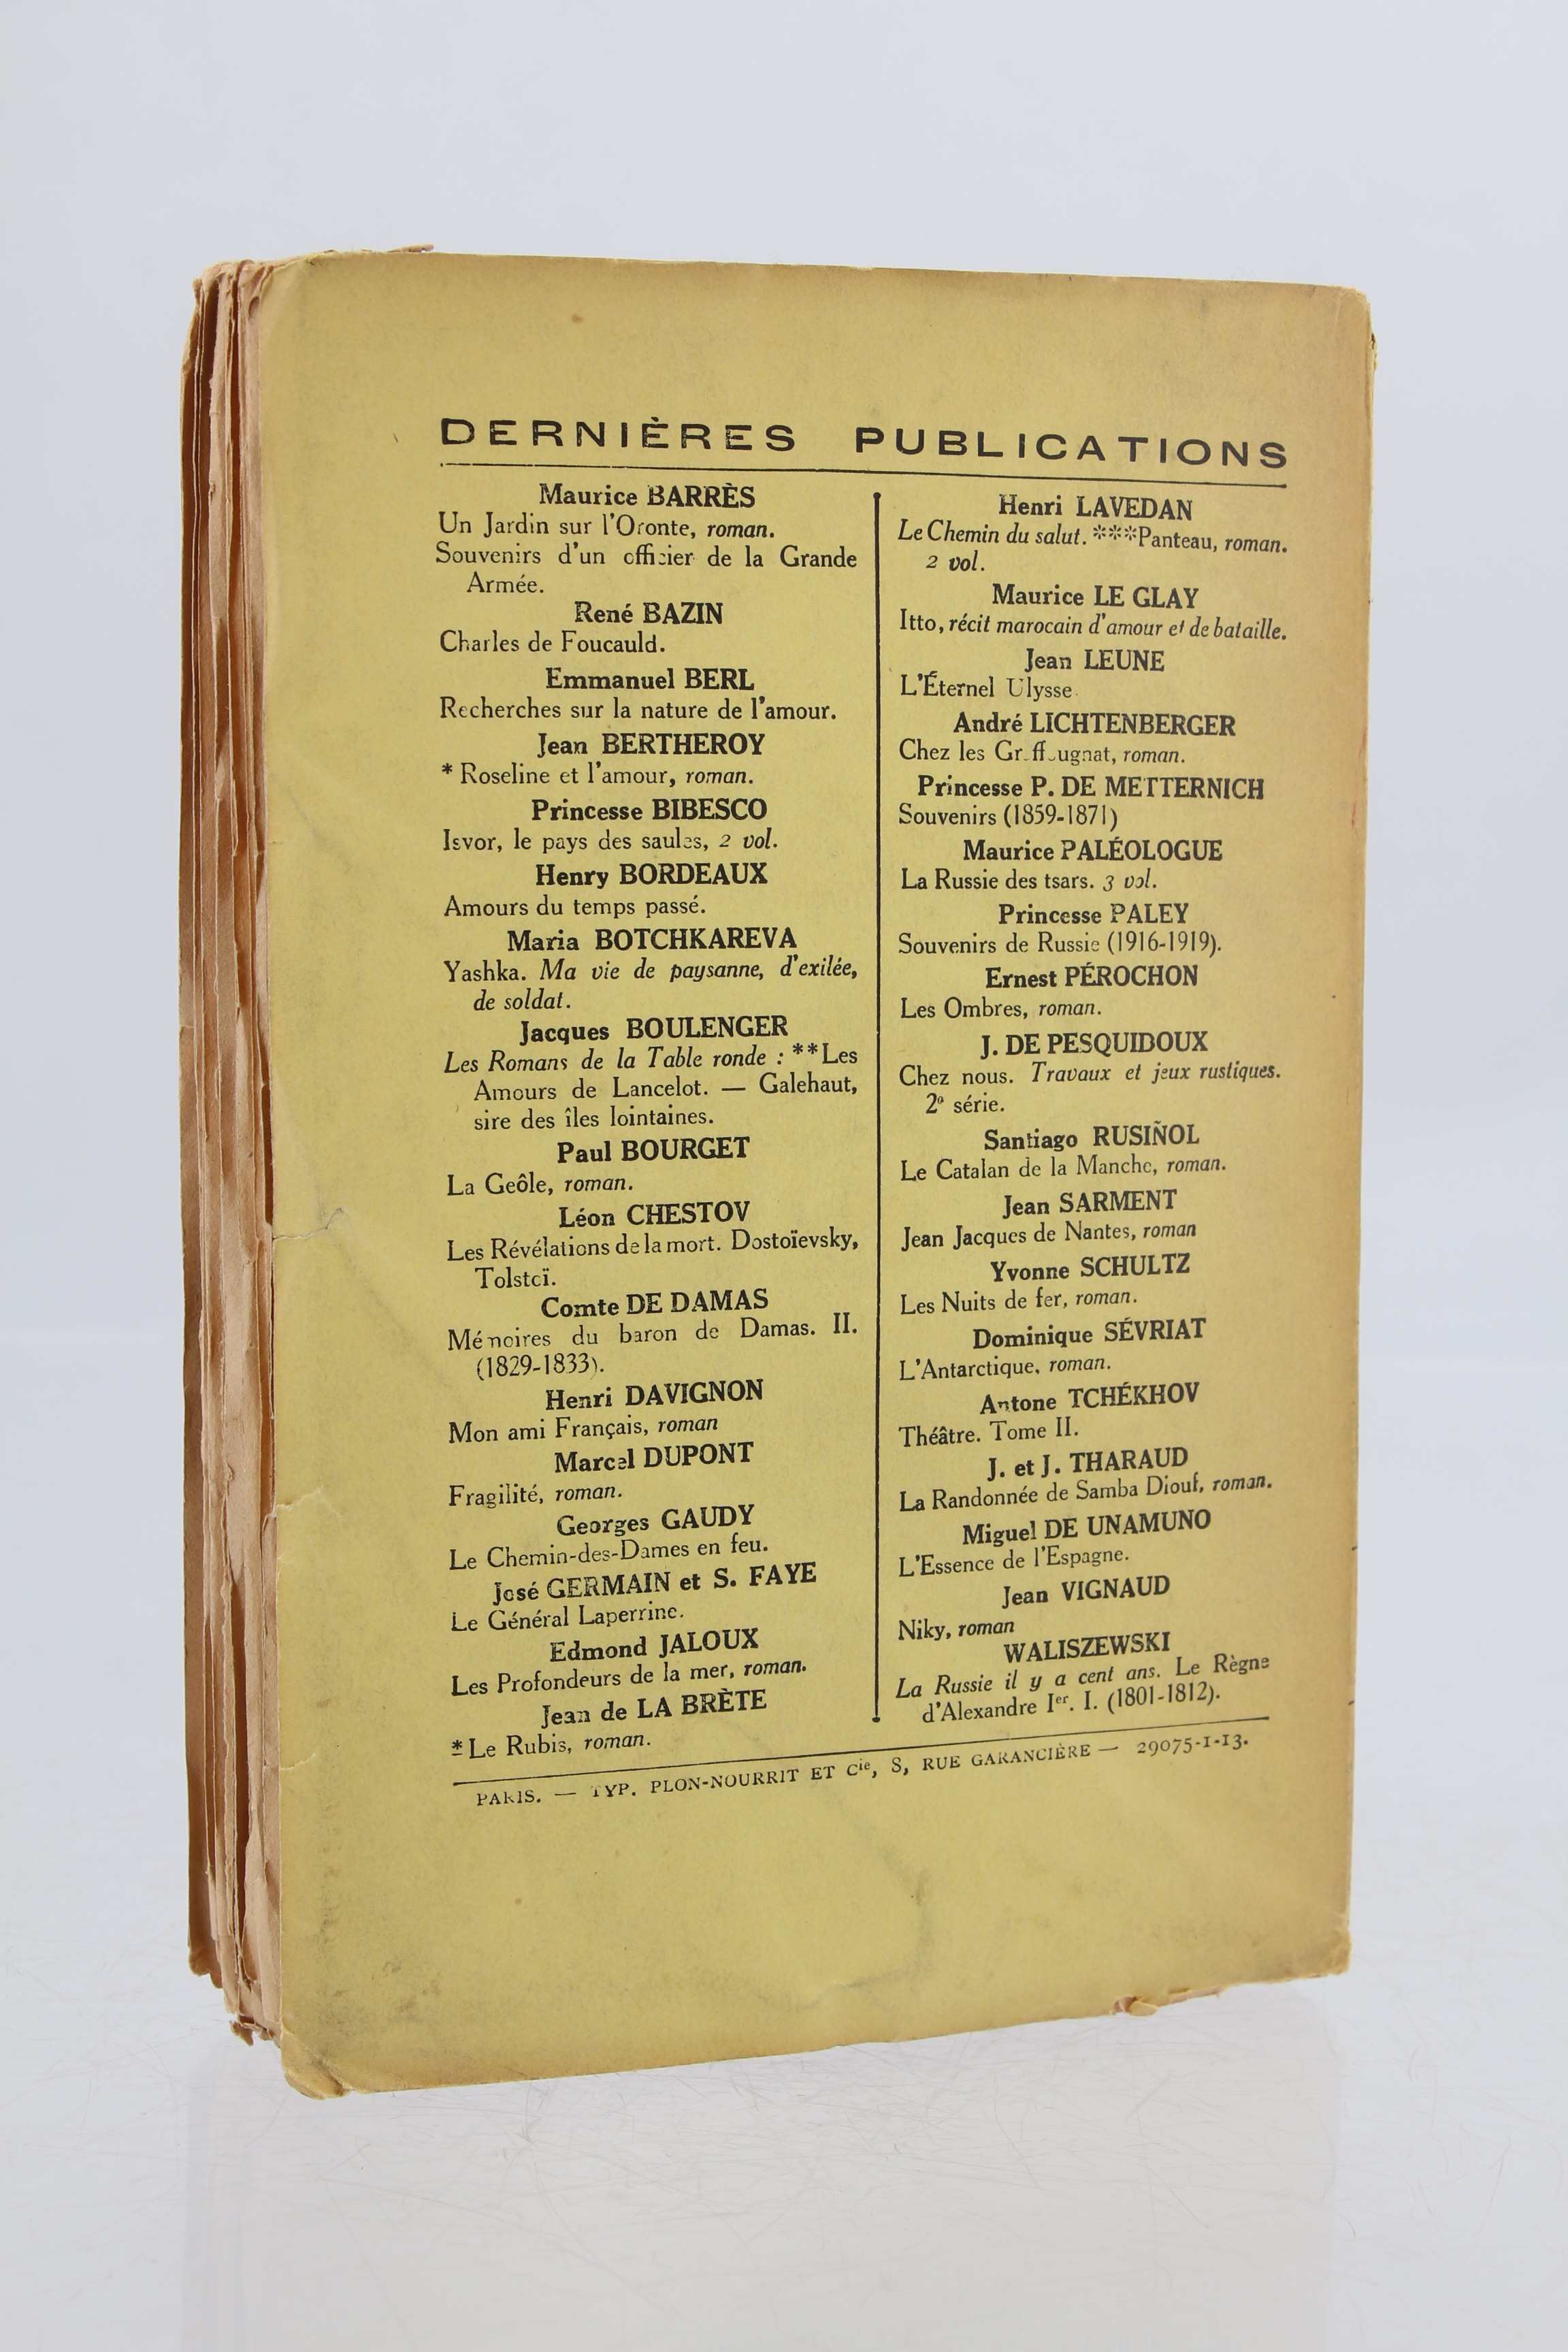 DERNIÈRES PUBLICATIONS
Maurice BARRÈS
Un Jardin sur l'Oronte, roman.
Souvenirs d'un officier de la Grande
Armée.
René BAZIN
Charles de Foucauld.
Emmanuel BERL
Recherches sur la nature de l'amour.
Jean BERTHEROY
* Roseline et l'amour, roman.
Princesse BIBESCO
Isvor, le pays des saules, 2 vol.
Henry BORDEAUX
Amours du temps passé.
Maria BOTCHKAREVA
Yashka. Ma vie de paysanne, d'exilée,
de soldat.
Jacques BOULENGER
Les Romans de la Table ronde : **Les
Amours de Lancelot. — Galehaut,
sire des îles lointaines.
Paul BOURGET
La Geôle, roman.
Léon CHESTOV
Les Révélations de la mort. Dostoïevsky,
Tolstoï.
Comte DE DAMAS
Mémoires du baron de Damas. II.
(1829-1833).
Henri DAVIGNON
Mon ami Français, roman
Marcel DUPONT
Fragilité, roman.
Georges GAUDY
Le Chemin-des-Dames en feu.
José GERMAIN et S. FAYE
Le Général Laperrine.
Edmond JALOUX
Les Profondeurs de la mer, roman.
Jean de LA BRÈTE
* Le Rubis, roman.
Henri LAVEDAN
Le Chemin du salut. ***Panteau, roman.
2 vol.
Maurice LE GLAY
Itto, récit marocain d'amour et de bataille.
Jean LEUNE
L'Éternel Ulysse
André LICHTENBERGER
Chez les roman.
Princesse P. DE METTERNICH
Souvenirs (1859-1871)
Maurice PALÉOLOGUE
La Russie des tsars. 3 vol.
Princesse PALEY
Souvenirs de Russie (1916-1919).
Ernest PÉROCHON
Les Ombres, roman.
J. DE PESQUIDOUX
Chez nous. Travaux et jeux rustiques.
2e série.
Santiago RUSIÑOL
Le Catalan de la Manche, roman.
Jean SARMENT
Jean Jacques de Nantes, roman
Yvonne SCHULTZ
Les Nuits de fer, roman.
Dominique SÉVRIAT
L'Antarctique, roman.
Antone TCHÉKHOV
Théâtre. Tome II.
J. et J. THARAUD
La Randonnée de Samba Diouf, roman.
Miguel DE UNAMUNO
L'Essence de l'Espagne.
Jean VIGNAUD
Niky, roman
WALISZEWSKI
La Russie il y a cent ans. Le Règne
d'Alexandre Ier. I. (1801-1812).
PARIS. — TYP. PLON-NOURRIT ET Cie, 8, RUE GARANCIÈRE — 29075-1-13.